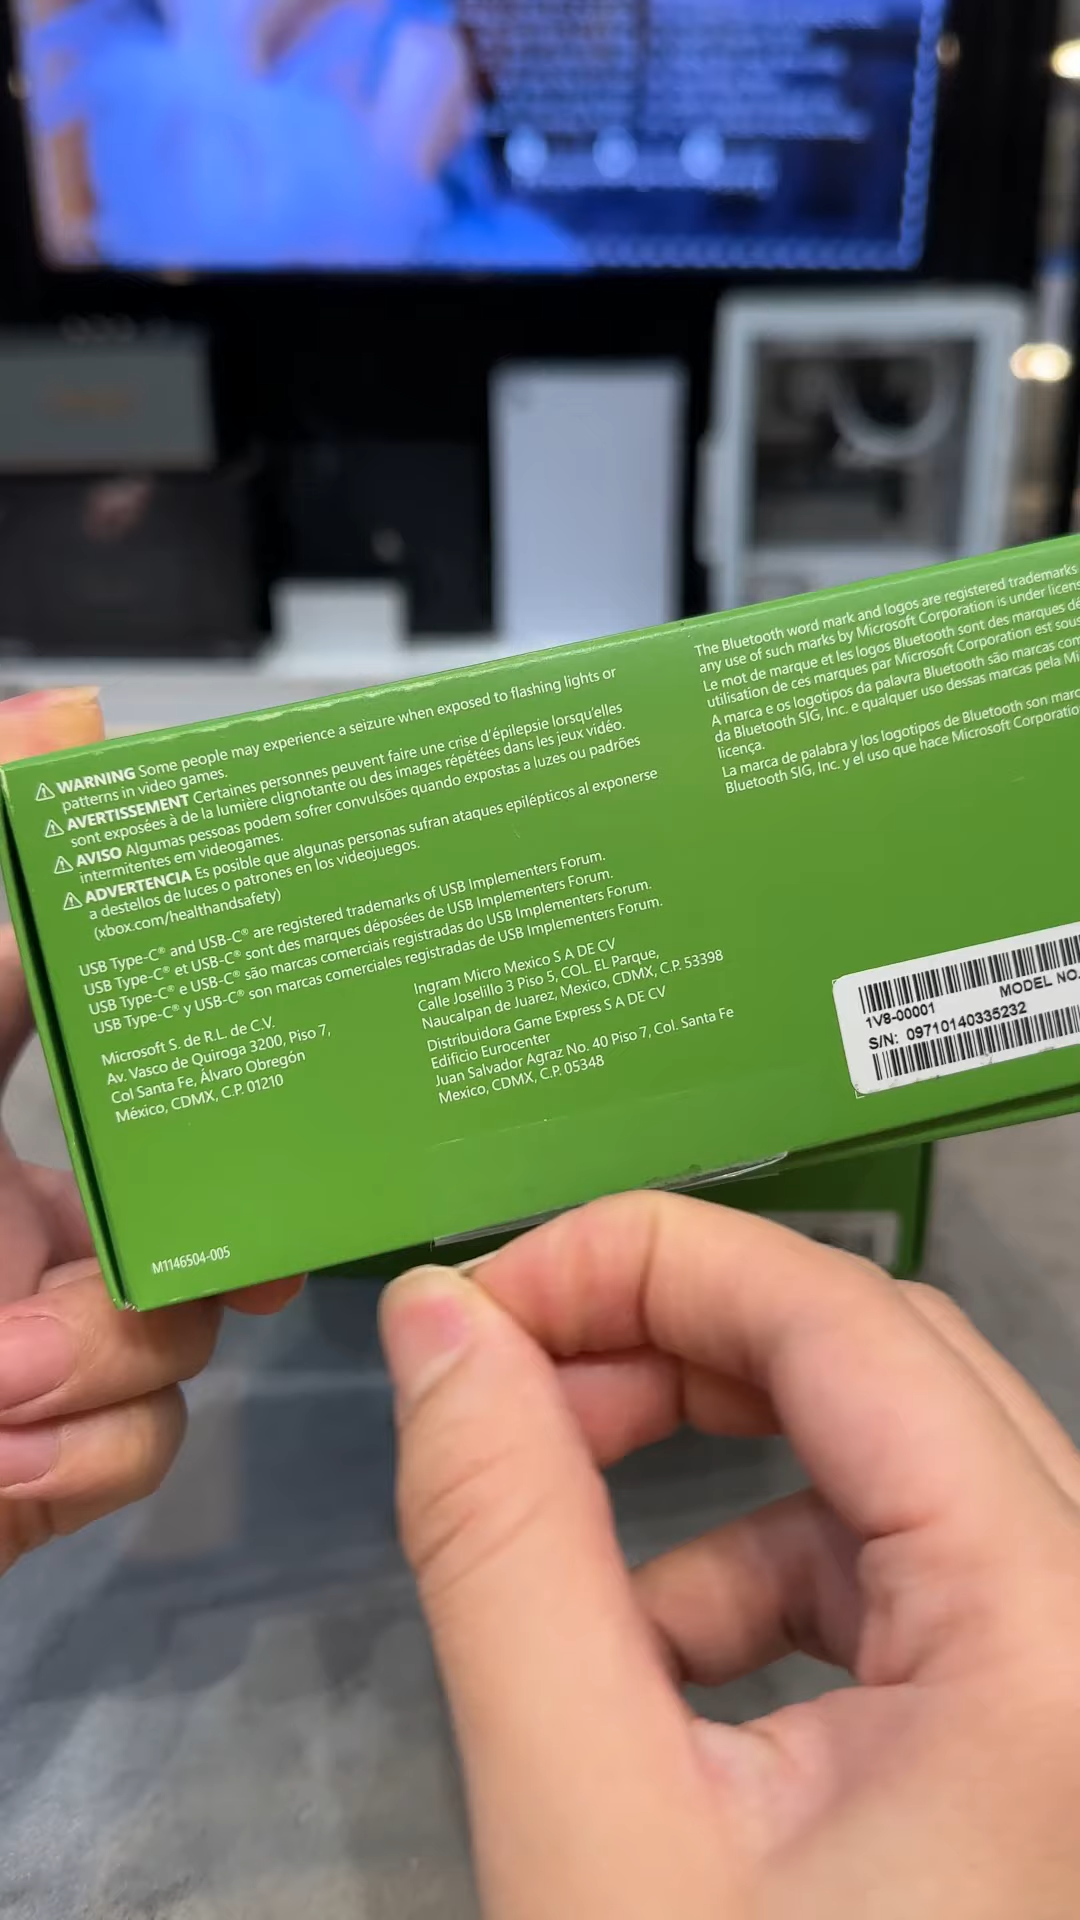 ⚠ WARNING Some people may experience a seizure when exposed to flashing lights or
patterns in video games.
⚠ AVERTISSEMENT Certaines personnes peuvent faire une crise d'épilepsie lorsqu'elles
sont exposées à de la lumière clignotante ou des images répétées dans les jeux vidéo.
⚠ AVISO Algumas pessoas podem sofrer convulsões quando expostas a luzes ou padrões
intermitentes em videogames.
⚠ ADVERTENCIA Es posible que algunas personas sufran ataques epilépticos al exponerse
a destellos de luces o patrones en los videojuegos.
(xbox.com/healthandsafety)
USB Type-C® and USB-C® are registered trademarks of USB Implementers Forum.
USB Type-C® et USB-C® sont des marques déposées de USB Implementers Forum.
USB Type-C® e USB-C® são marcas comerciais registradas do USB Implementers Forum.
USB Type-C® y USB-C® son marcas comerciales registradas de USB Implementers Forum.
Microsoft S. de R.L. de C.V.
Av. Vasco de Quiroga 3200, Piso 7,
Col Santa Fe, Álvaro Obregón
México, CDMX, C.P. 01210
Ingram Micro Mexico S A DE CV
Calle Joselillo 3 Piso 5, COL. El Parque,
Naucalpan de Juarez, Mexico, CDMX, C.P. 53398
Distribuidora Game Express S A DE CV
Edificio Eurocenter
Juan Salvador Agraz No. 40 Piso 7, Col. Santa Fe
Mexico, CDMX, C.P. 05348
M1146504-005
The Bluetooth word mark and logos are registered trademarks
any use of such marks by Microsoft Corporation is under
Le mot de marque et les logos Bluetooth sont des marques
utilisation de ces marques par Microsoft Corporation est
A marca e os logotipos da palavra Bluetooth são marcas
da Bluetooth SIG, Inc. e qualquer uso dessas marcas pela
licença.
La marca de palabra y los logotipos de Bluetooth son
Bluetooth SIG, Inc. y el uso que hace Microsoft
1V8-00001 MODEL NO.
S/N: 09710140335232